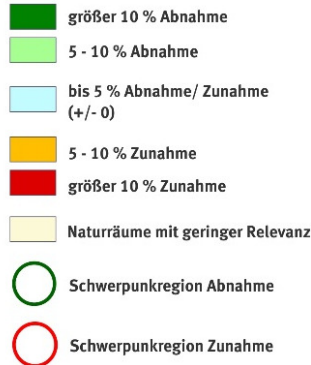 größer 10 % Abnahme
5 - 10 % Abnahme
bis 5 % Abnahme/ Zunahme
(+/- 0)
5 - 10 % Zunahme
größer 10 % Zunahme
Naturräume mit geringer Relevanz
Schwerpunkregion Abnahme
Schwerpunkregion Zunahme